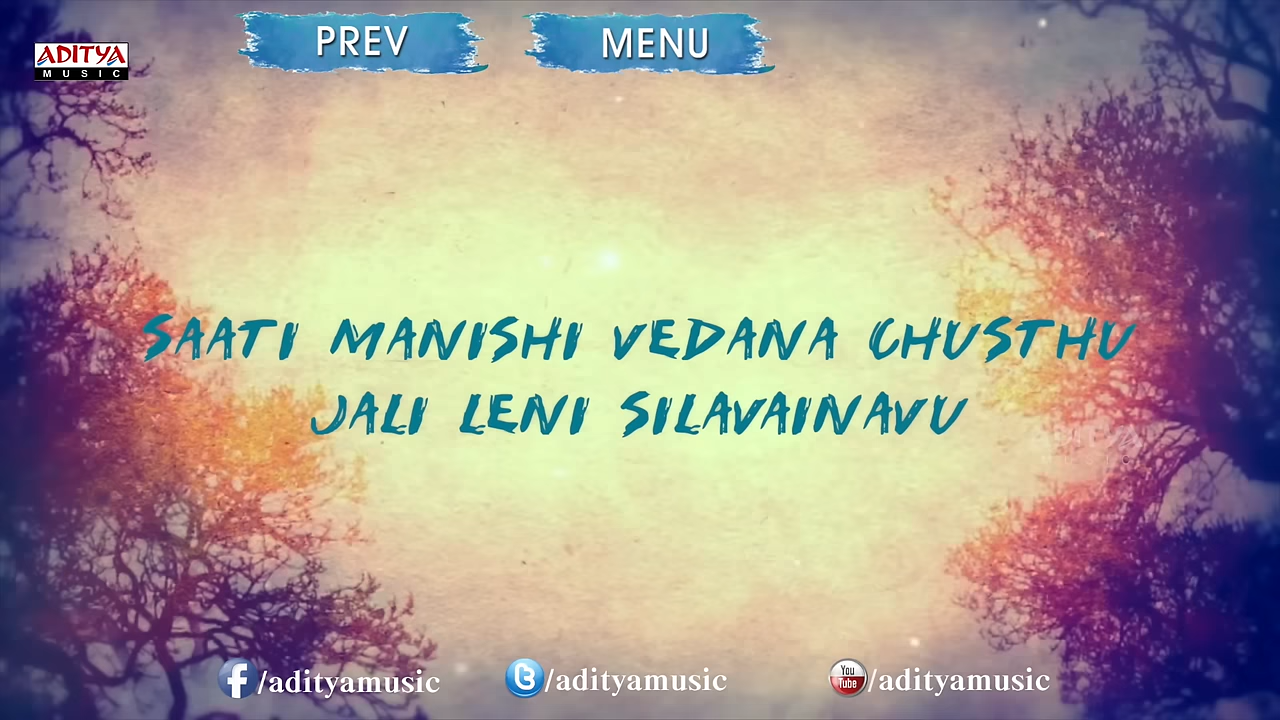 ADITYA
MUSIC
PREV
MENU
SAATI MANISHI VEDANA CHUSTHU
JALI LENI SILAVAINAVU
f/adityamusic
t/adityamusic
You
Tube
/adityamusic